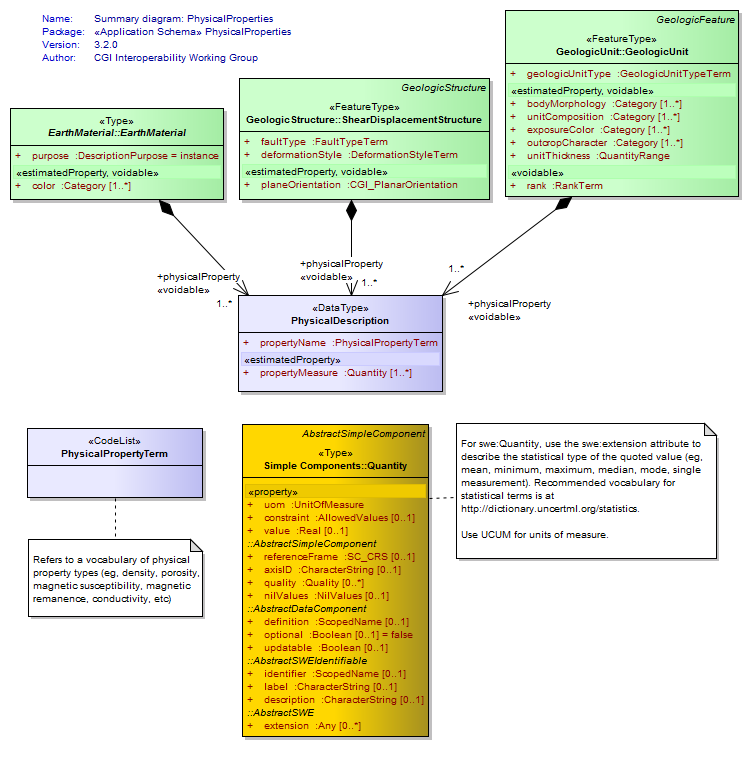 Name: Summary diagram: PhysicalProperties
Package: «Application Schema» PhysicalProperties
Version: 3.2.0
Author: CGI Interoperability Working Group
GeologicFeature
«FeatureType»
GeologicUnit::GeologicUnit
+ geologicUnitType :GeologicUnitTypeTerm
«estimatedProperty, voidable»
+ bodyMorphology :Category [1..*]
+ unitComposition :Category [1..*]
+ exposureColor :Category [1..*]
+ outcropCharacter :Category [1..*]
+ unitThickness :QuantityRange
«voidable»
+ rank :RankTerm
GeologicStructure
«FeatureType»
GeologicStructure::ShearDisplacementStructure
+ faultType :FaultTypeTerm
+ deformationStyle :DeformationStyleTerm
«estimatedProperty, voidable»
+ planeOrientation :CGI_PlanarOrientation
«Type»
EarthMaterial::EarthMaterial
+ purpose :DescriptionPurpose = instance
«estimatedProperty, voidable»
+ color :Category [1..*]
+physicalProperty
«voidable»
1..*
+physicalProperty
«voidable»
1..*
1..*
+physicalProperty
«voidable»
«DataType»
PhysicalDescription
+ propertyName :PhysicalPropertyTerm
«estimatedProperty»
+ propertyMeasure :Quantity [1..*]
«CodeList»
PhysicalPropertyTerm
Refers to a vocabulary of physical
property types (eg, density, porosity,
magnetic susceptibility, magnetic
remanence, conductivity, etc)
AbstractSimpleComponent
«Type»
Simple Components::Quantity
«property»
+ uom :UnitOfMeasure
+ constraint :AllowedValues [0..1]
+ value :Real [0..1]
::AbstractSimpleComponent
+ referenceFrame :SC_CRS [0..1]
+ axisID :CharacterString [0..1]
+ quality :Quality [0..*]
+ nilValues :NilValues [0..1]
::AbstractDataComponent
+ definition :ScopedName [0..1]
+ optional :Boolean [0..1] = false
+ updatable :Boolean [0..1]
::AbstractSWEIdentifiable
+ identifier :ScopedName [0..1]
+ label :CharacterString [0..1]
+ description :CharacterString [0..1]
::AbstractSWE
+ extension :Any [0..*]
For swe:Quantity, use the swe:extension attribute to
describe the statistical type of the quoted value (eg,
mean, minimum, maximum, median, mode, single
measurement). Recommended vocabulary for
statistical terms is at
http://dictionary.uncertml.org/statistics.
Use UCUM for units of measure.